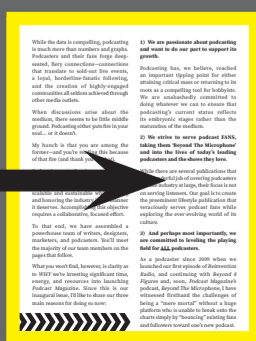 While the data is compelling, podcasting
is much more than numbers and graphs.
Podcasters and their fans forge deep-
seated, fiery connections—connections
that translate to sold-out live events,
a loyal, borderline-fanatic following,
and the creation of highly-engaged
communities all seldom achieved through
other media outlets.
When discussions arise about the
medium, there seems to be little middle
ground. Podcasting either puts fire in your
soul... or it doesn't.
My hunch is that you are among the
former—and you're
of that fire (and thank you
scalable and sustainable
and honoring the industry
it deserves. Accomplishing this objective
requires a collaborative, focused effort.
To that end, we have assembled a
powerhouse team of writers, designers,
marketers, and podcasters. You'll meet
the majority of our team members on the
pages that follow.
What you won't find, however, is clarity as
to WHY we're investing significant time,
energy, and resources into launching
Podcast Magazine. Since this is our
inaugural issue, I'd like to share our three
main reasons for doing so now:
1) We are passionate about podcasting
and want to do our part to support its
growth.
Podcasting has, we believe, reached
an important tipping point for either
attaining critical mass or returning to its
roots as a compelling tool for hobbyists.
We are unabashedly committed to
doing whatever we can to ensure that
podcasting's current status reflects
its embryonic stages rather than the
maturation of the medium.
2) We strive to serve podcast FANS,
taking them 'Beyond The Microphone'
and into the lives of today's leading
podcasters and the shows they love.
While there are several publications that
job of covering podcasters
industry at large, their focus is not
on serving listeners. Our goal is to create
the preeminent lifestyle publication that
voraciously serves podcast fans while
exploring the ever-evolving world of its
culture.
3) And perhaps most importantly, we
are committed to leveling the playing
field for ALL podcasters.
As a podcaster since 2009 when we
launched our first episode of Reinvention
Radio, and continuing with Beyond 8
Figures and, soon, Podcast Magazine's
podcast, Beyond The Microphone, I have
witnessed firsthand the challenges of
being a "mere mortal" without a huge
platform who is unable to break onto the
charts simply by "bouncing" existing fans
and followers toward one's new podcast.